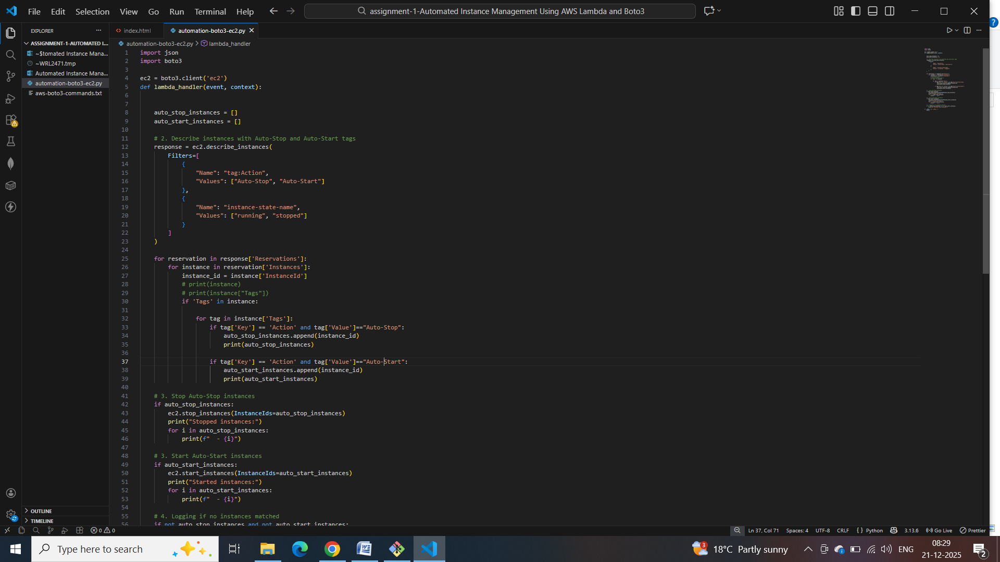 File Edit Selection View Go Run Terminal Help
assignment-1-Automated Instance Management Using AWS Lambda and Boto3
EXPLORER
ASSIGNMENT-1-AUTOMATED I...
~$tomated Instance Mana...
~WRL2471.tmp
Automated Instance Mana...
automation-boto3-ec2.py
aws-boto3-commands.txt
OUTLINE
TIMELINE
index.html
automation-boto3-ec2.py
automation-boto3-ec2.py > lambda_handler
1 import json
2 import boto3
3
4 ec2 = boto3.client('ec2')
5 def lambda_handler(event, context):
6
7
8 auto_stop_instances = []
9 auto_start_instances = []
10
11 # 2. Describe instances with Auto-Stop and Auto-Start tags
12 response = ec2.describe_instances(
13 Filters=[
14 {
15 "Name": "tag:Action",
16 "Values": ["Auto-Stop", "Auto-Start"]
17 },
18 {
19 "Name": "instance-state-name",
20 "Values": ["running", "stopped"]
21 }
22 ]
23 )
24
25 for reservation in response['Reservations']:
26 for instance in reservation['Instances']:
27 instance_id = instance['InstanceId']
28 # print(instance)
29 # print(instance["Tags"])
30 if 'Tags' in instance:
31
32 for tag in instance['Tags']:
33 if tag['Key'] == 'Action' and tag['Value']=="Auto-Stop":
34 auto_stop_instances.append(instance_id)
35 print(auto_stop_instances)
36
37 if tag['Key'] == 'Action' and tag['Value']=="Auto-Start":
38 auto_start_instances.append(instance_id)
39 print(auto_start_instances)
40
41 # 3. Stop Auto-Stop instances
42 if auto_stop_instances:
43 ec2.stop_instances(InstanceIds=auto_stop_instances)
44 print("Stopped instances:")
45 for i in auto_stop_instances:
46 print(f"  - {i}")
47
48 # 3. Start Auto-Start instances
49 if auto_start_instances:
50 ec2.start_instances(InstanceIds=auto_start_instances)
51 print("Started instances:")
52 for i in auto_start_instances:
53 print(f"  - {i}")
54
55 # 4. Logging if no instances matched
56 if not auto_stop_instances and not auto_start_instances:
0 0
Ln 37, Col 71 Spaces: 4 UTF-8 CRLF { } Python 3.13.6 Go Live Prettier
Type here to search
3 18°C Partly sunny
ENG
08:29
21-12-2025
2